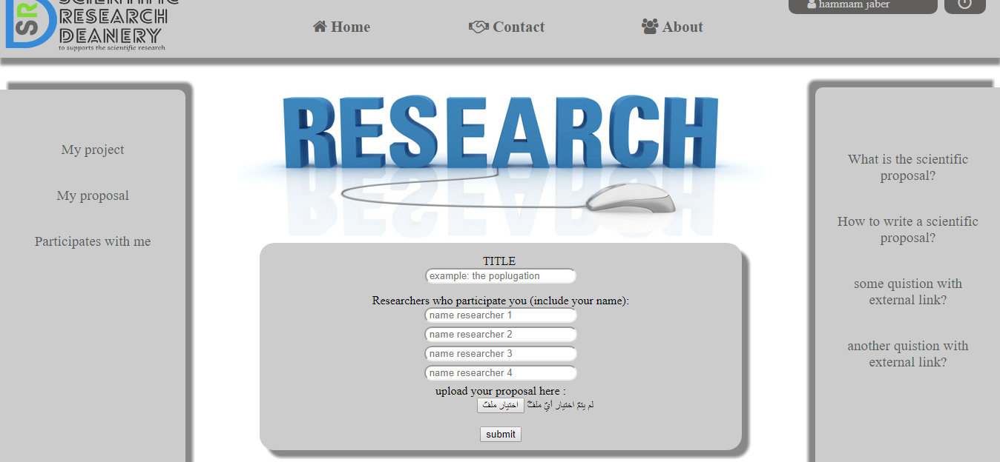 SCIENTIFIC
SR
RESEARCH
DEANERY
to supports the scientific research
Home
Contact
About
hammam jaber
My project
My proposal
Participates with me
RESEARCH
What is the scientific
proposal?
How to write a scientific
proposal?
some quistion with
external link?
another quistion with
external link?
TITLE
example: the poplugation
Researchers who participate you (include your name):
name researcher 1
name researcher 2
name researcher 3
name researcher 4
upload your proposal here :
اختيار ملفّ لم يتمّ اختيار أيّ ملفّ
submit